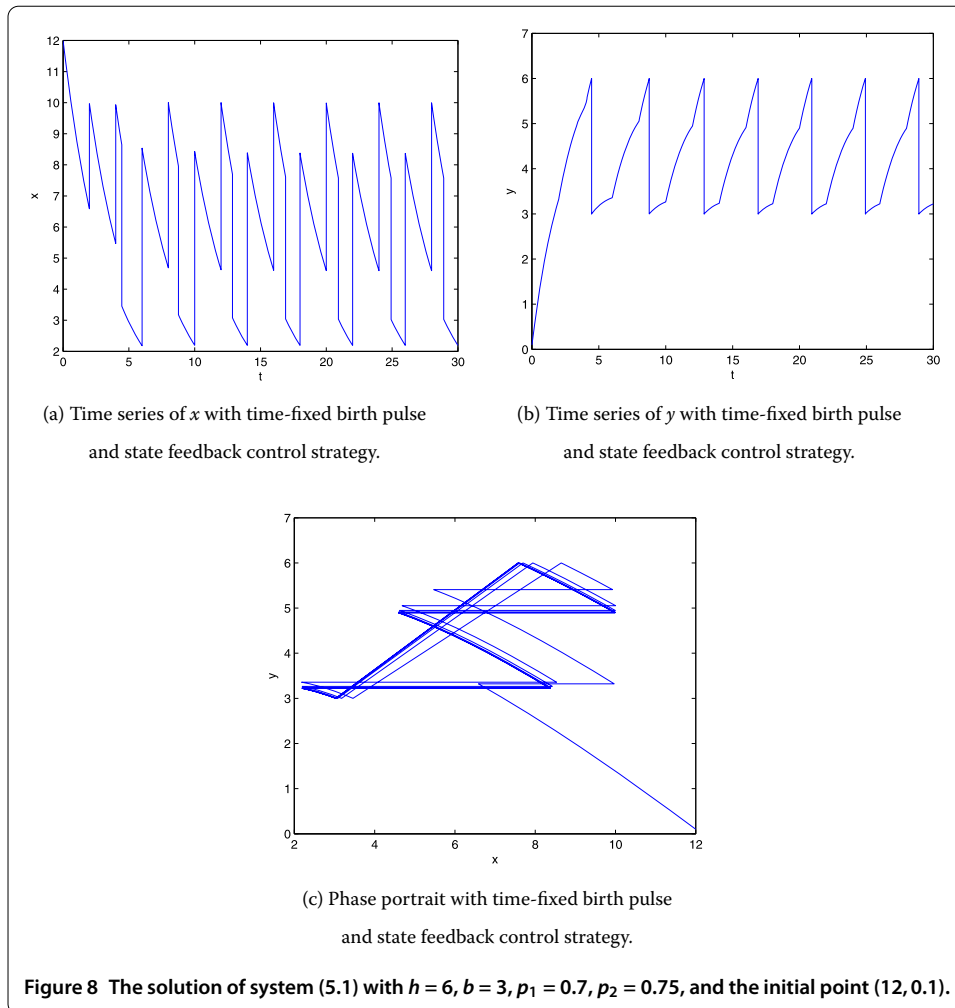 12
11
10
9
8
7
6
5
4
3
2
x
0 5 10 15 20 25 30
t
(a) Time series of x with time-fixed birth pulse
and state feedback control strategy.
7
6
5
4
3
2
1
0
y
0 5 10 15 20 25 30
t
(b) Time series of y with time-fixed birth pulse
and state feedback control strategy.
7
6
5
4
3
2
1
0
y
2 4 6 8 10 12
x
(c) Phase portrait with time-fixed birth pulse
and state feedback control strategy.
Figure 8 The solution of system (5.1) with h = 6, b = 3, p₁ = 0.7, p₂ = 0.75, and the initial point (12, 0.1).